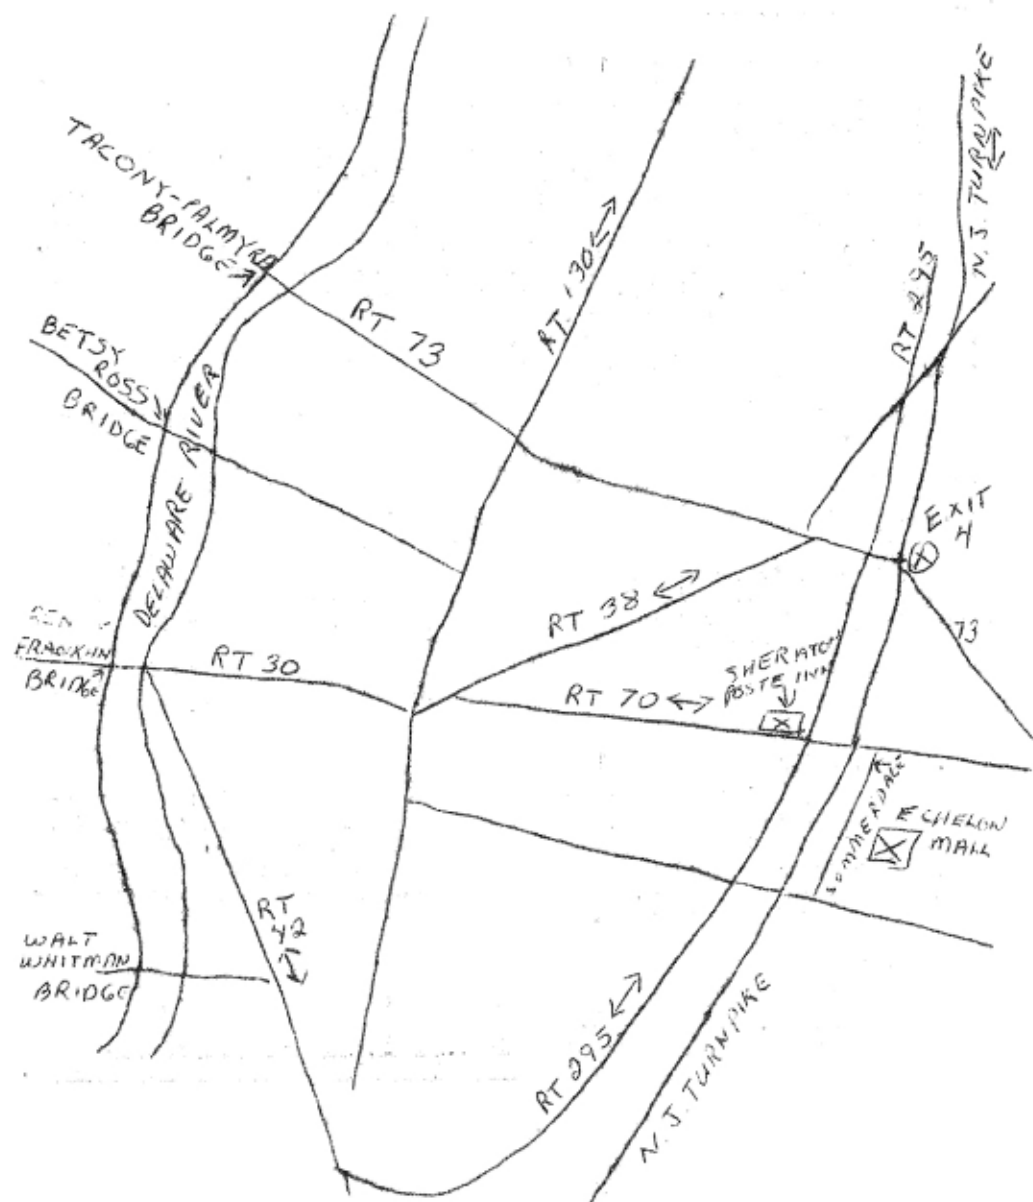 N.J. TURNPIKE
TACONY-PALMYRA
BRIDGE
RT. 130
RT 295
RT 73
BETSY
ROSS
BRIDGE
DELAWARE RIVER
EXIT
4
RT 38
73
BEN
FRANKLIN
BRIDGE
RT 30
SHERATON
POSTE INN
RT 70
X
SOMMERDALE
ECHELON
MALL
X
RT
42
WALT
WHITMAN
BRIDGE
RT 295
N.J. TURNPIKE